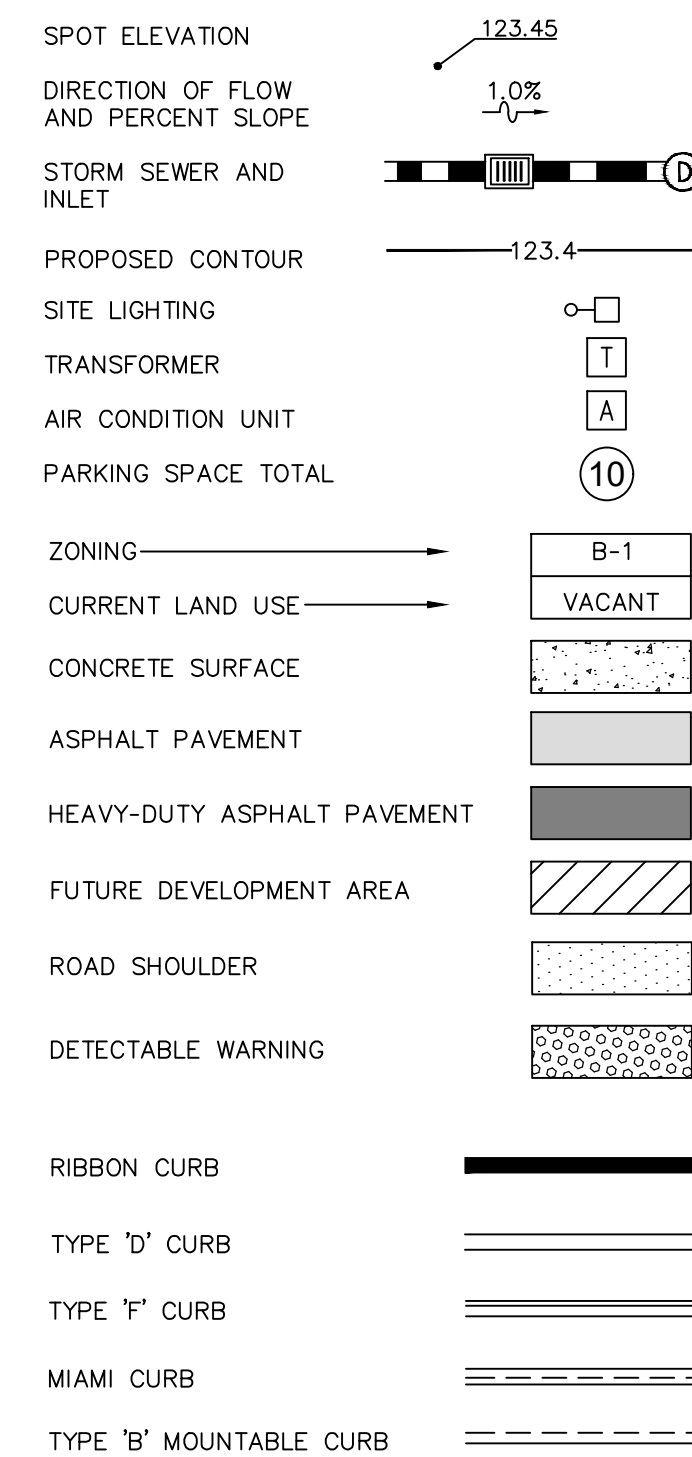 SPOT ELEVATION 123.45
DIRECTION OF FLOW 1.0%
AND PERCENT SLOPE
STORM SEWER AND D
INLET
PROPOSED CONTOUR 123.4
SITE LIGHTING
TRANSFORMER T
AIR CONDITION UNIT A
PARKING SPACE TOTAL 10
ZONING B-1
CURRENT LAND USE VACANT
CONCRETE SURFACE
ASPHALT PAVEMENT
HEAVY-DUTY ASPHALT PAVEMENT
FUTURE DEVELOPMENT AREA
ROAD SHOULDER
DETECTABLE WARNING
RIBBON CURB
TYPE 'D' CURB
TYPE 'F' CURB
MIAMI CURB
TYPE 'B' MOUNTABLE CURB